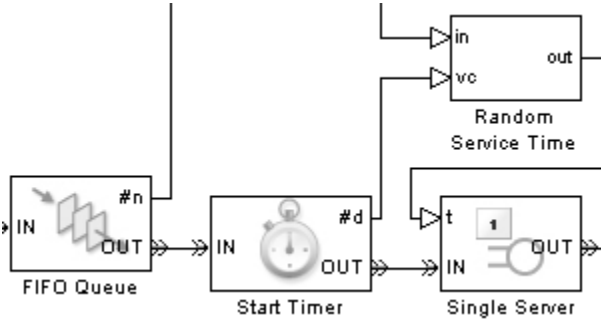 in
out
vc
Random
Service Time
#n
IN
OUT
FIFO Queue
#d
IN
OUT
Start Timer
t
1
OUT
IN
Single Server